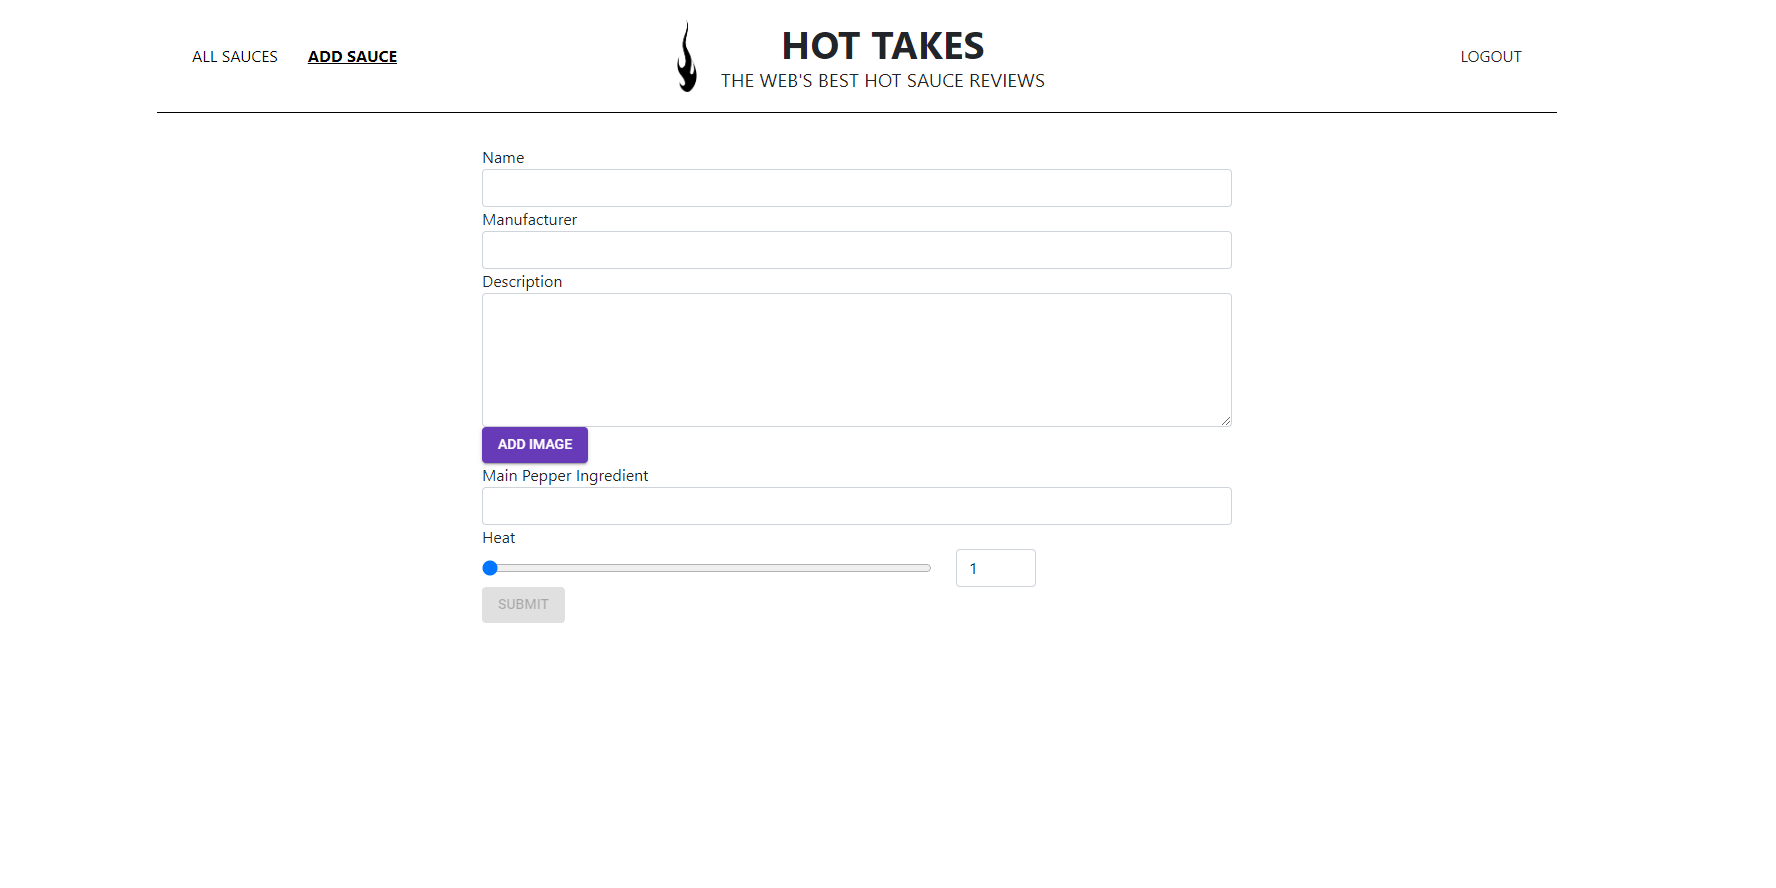 ALL SAUCES
ADD SAUCE
HOT TAKES
THE WEB'S BEST HOT SAUCE REVIEWS
LOGOUT
Name
Manufacturer
Description
ADD IMAGE
Main Pepper Ingredient
Heat
1
SUBMIT